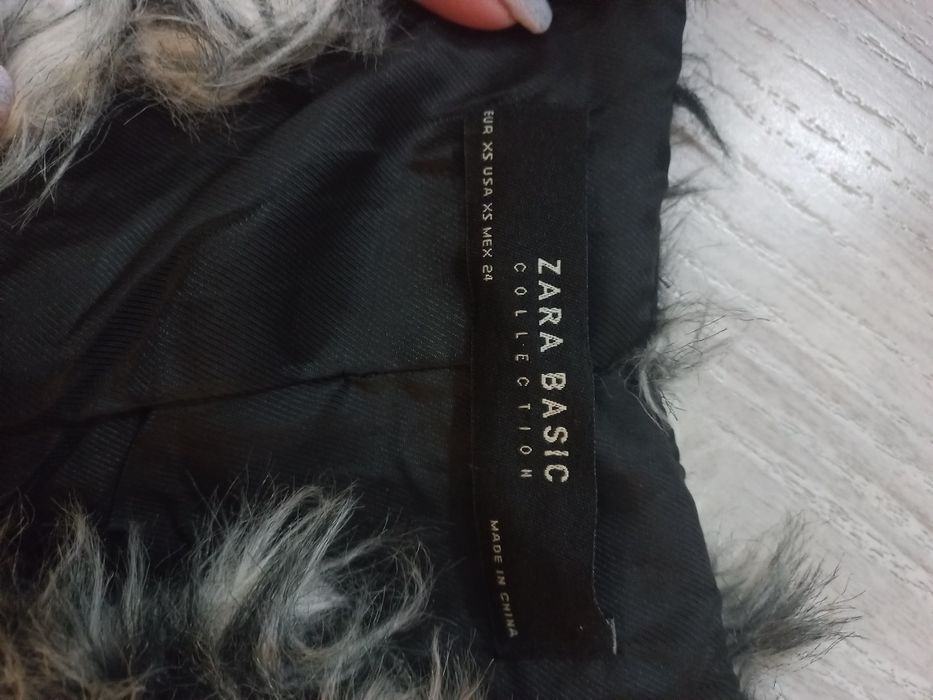 ZARA BASIC
COLLECTION
EUR XS USA XS MEX 24
MADE IN CHINA